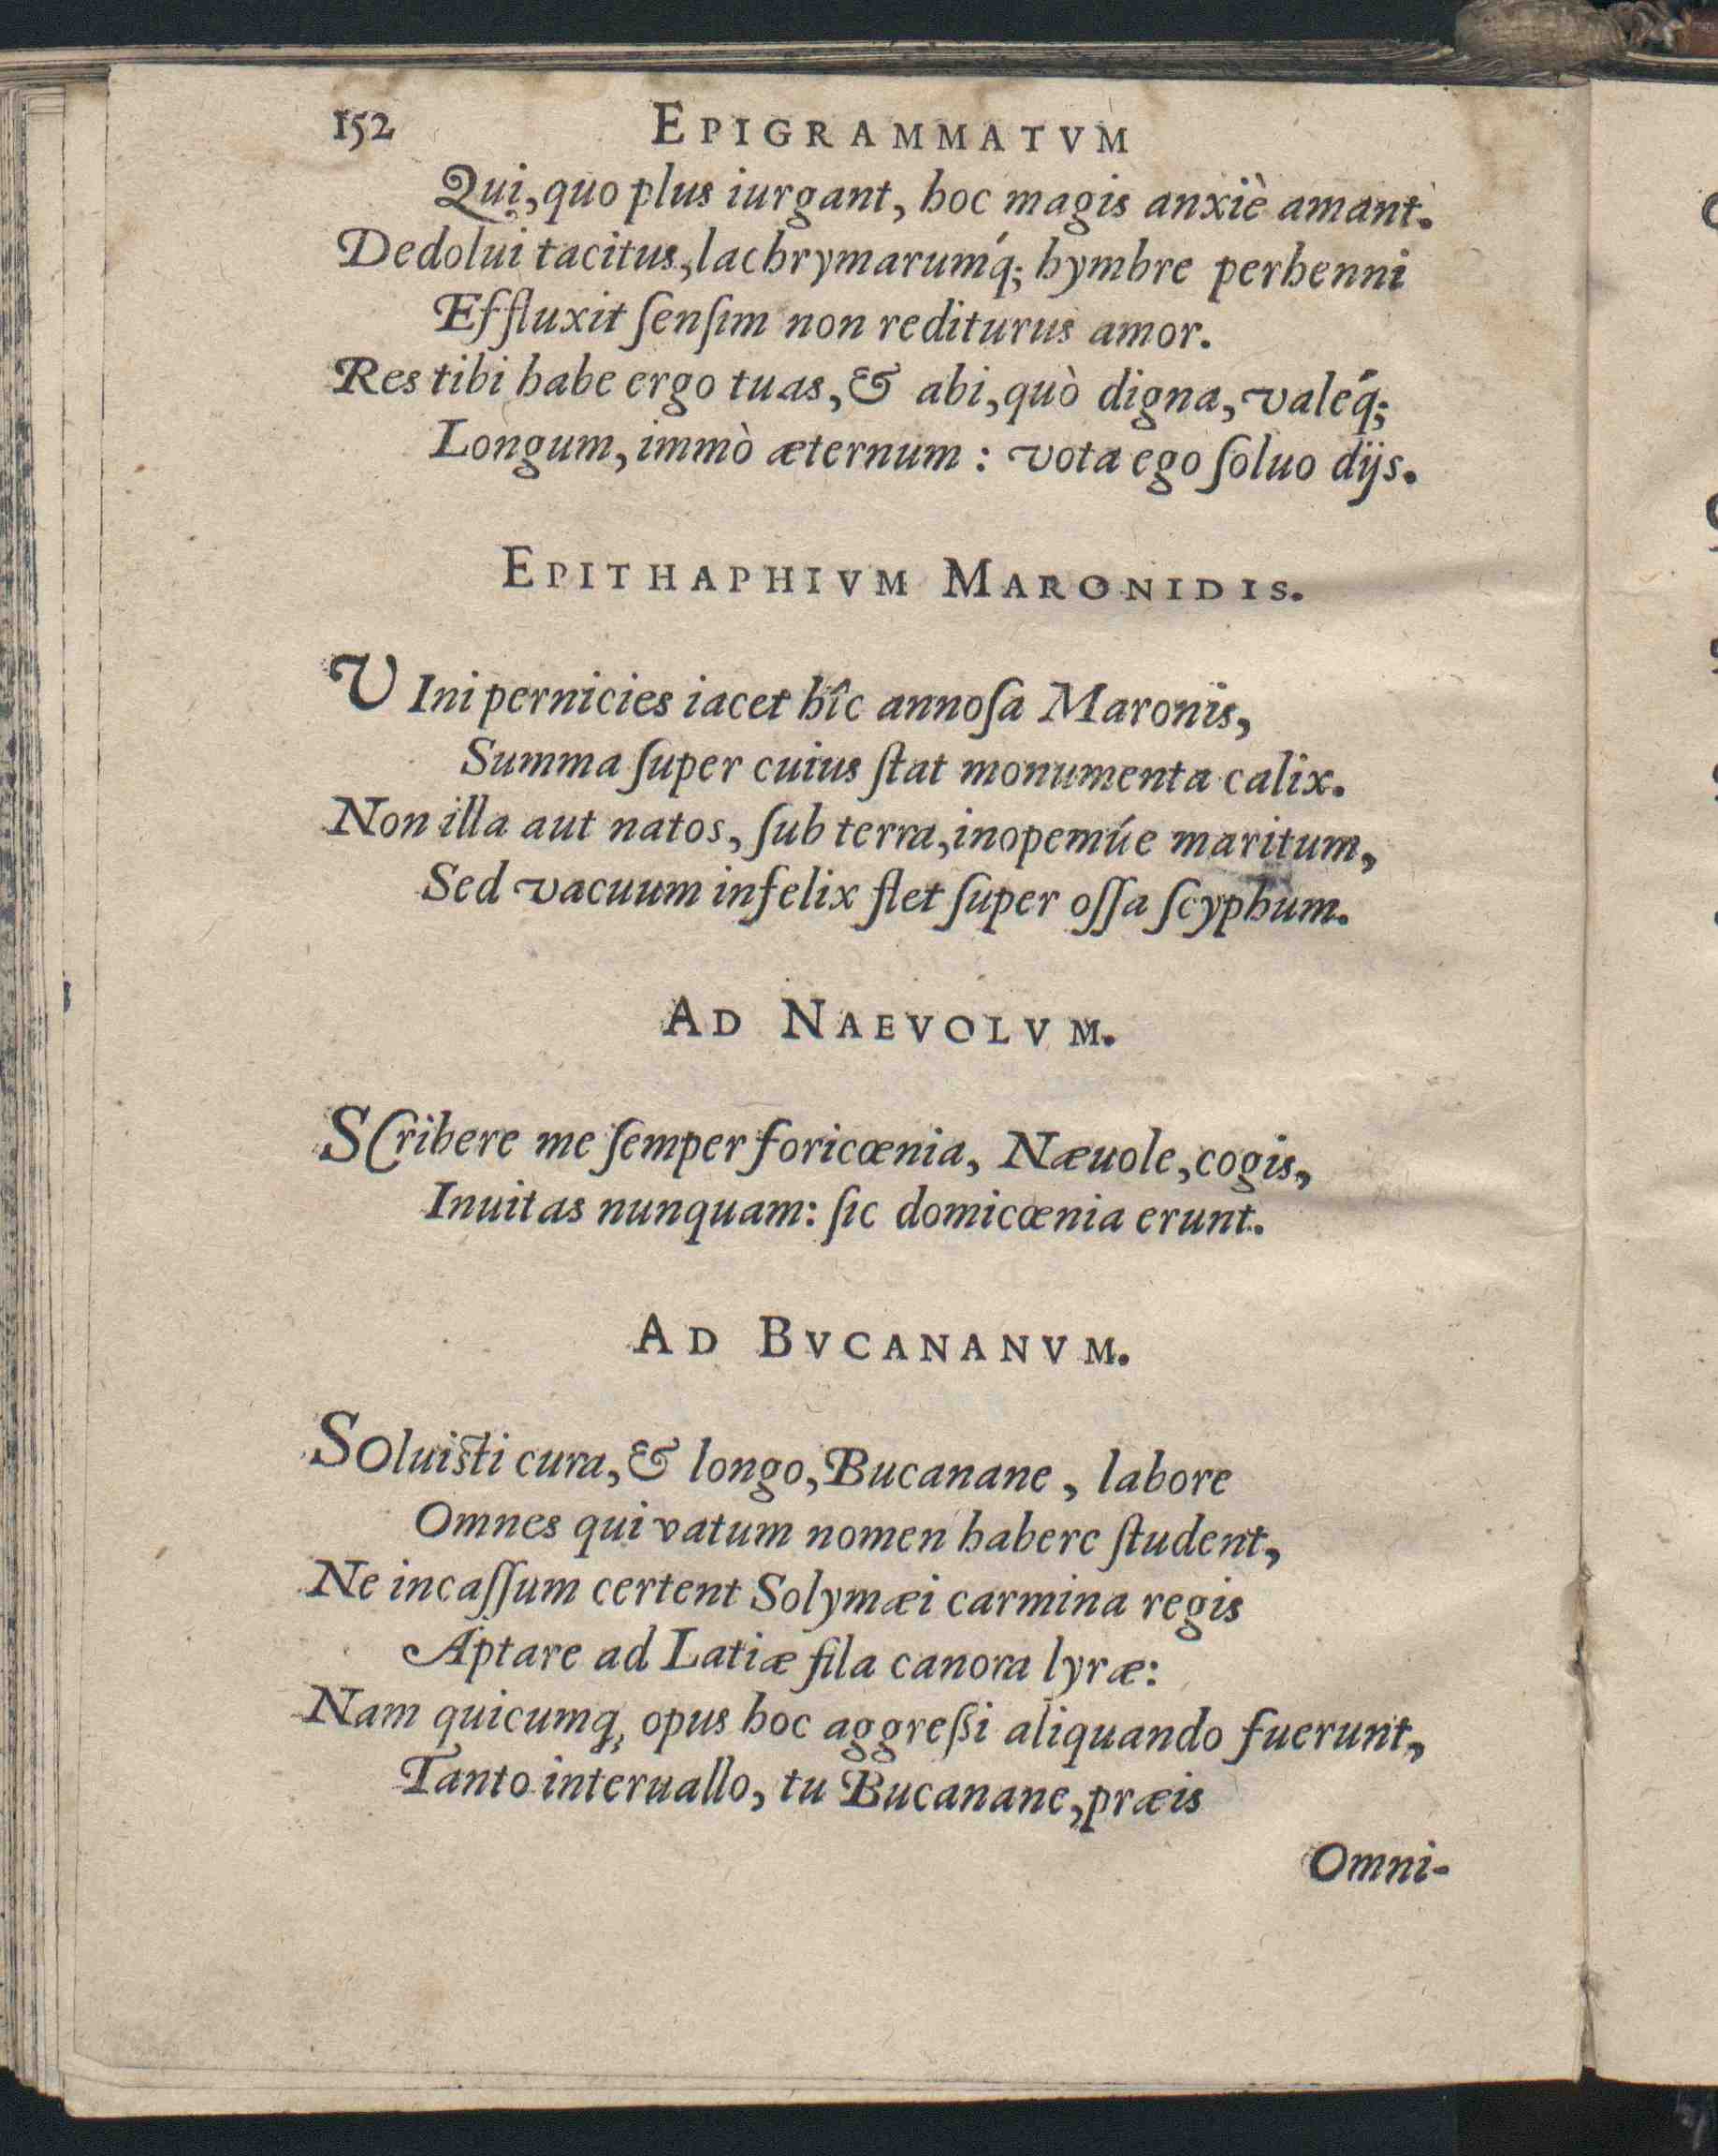 152 EPIGRAMMATVM
Qui, quo plus iurgant, hoc magis anxiè amant.
Dedolui tacitus, lachrymarumq́; hymbre perhenni
Effluxit ſenſim non rediturus amor.
Res tibi habe ergo tuas, & abi, quò digna, valeq́;
Longum, immò æternum: vota ego ſoluo dijs.
EPITHAPHIVM MARONIDIS.
VIni pernicies iacet hîc annoſa Maronis,
Summa ſuper cuius ſtat monumenta calix.
Non illa aut natos, ſub terra, inopemúe maritum,
Sed vacuum infelix flet ſuper oſſa ſcyphum.
AD NAEVOLVM.
SCribere me ſemper foricœnia, Næuole, cogis,
Inuitas nunquam: ſic domicœnia erunt.
AD BVCANANVM.
SOluiſti cura, & longo, Bucanane, labore
Omnes qui vatum nomen habere ſtudent,
Ne incaſſum certent Solymæi carmina regis
Aptare ad Latiæ fila canora lyræ:
Nam quicumq; opus hoc aggreßi aliquando fuerunt,
Tanto interuallo, tu Bucanane, præis
Omni-